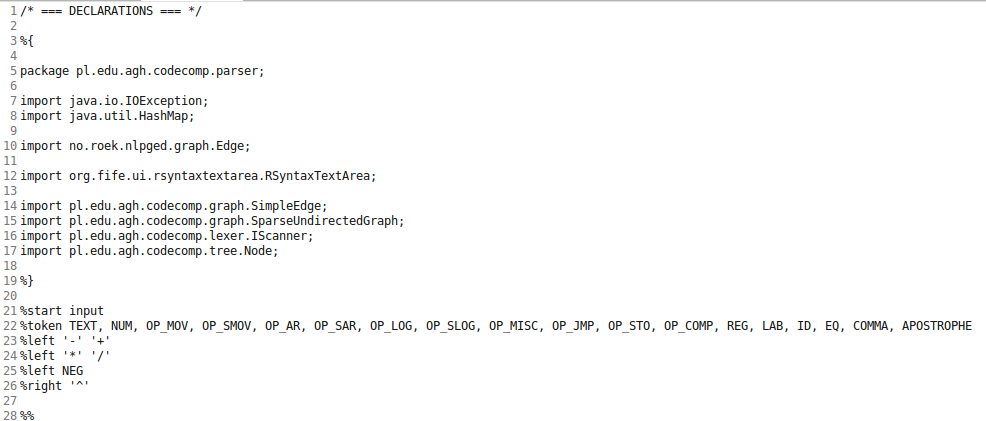 1 /* === DECLARATIONS === */
2
3 %{
4
5 package pl.edu.agh.codecomp.parser;
6
7 import java.io.IOException;
8 import java.util.HashMap;
9
10 import no.roek.nlpged.graph.Edge;
11
12 import org.fife.ui.rsyntaxtextarea.RSyntaxTextArea;
13
14 import pl.edu.agh.codecomp.graph.SimpleEdge;
15 import pl.edu.agh.codecomp.graph.SparseUndirectedGraph;
16 import pl.edu.agh.codecomp.lexer.IScanner;
17 import pl.edu.agh.codecomp.tree.Node;
18
19 %}
20
21 %start input
22 %token TEXT, NUM, OP_MOV, OP_SMOV, OP_AR, OP_SAR, OP_LOG, OP_SLOG, OP_MISC, OP_JMP, OP_STO, OP_COMP, REG, LAB, ID, EQ, COMMA, APOSTROPHE
23 %left '-' '+'
24 %left '*' '/'
25 %left NEG
26 %right '^'
27
28 %%